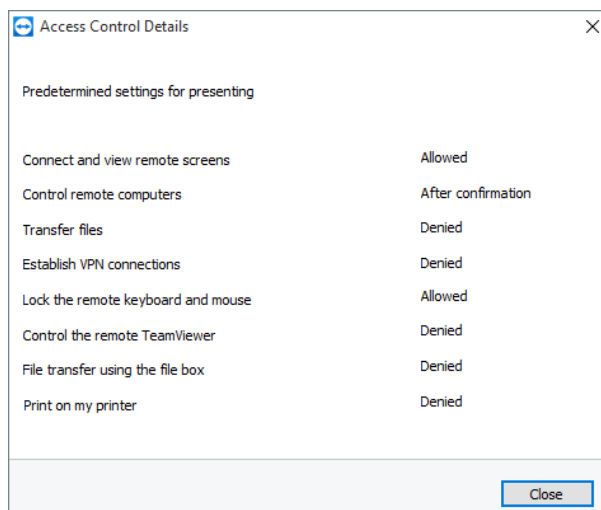 Access Control Details
Predetermined settings for presenting
Connect and view remote screens Allowed
Control remote computers After confirmation
Transfer files Denied
Establish VPN connections Denied
Lock the remote keyboard and mouse Allowed
Control the remote TeamViewer Denied
File transfer using the file box Denied
Print on my printer Denied
Close